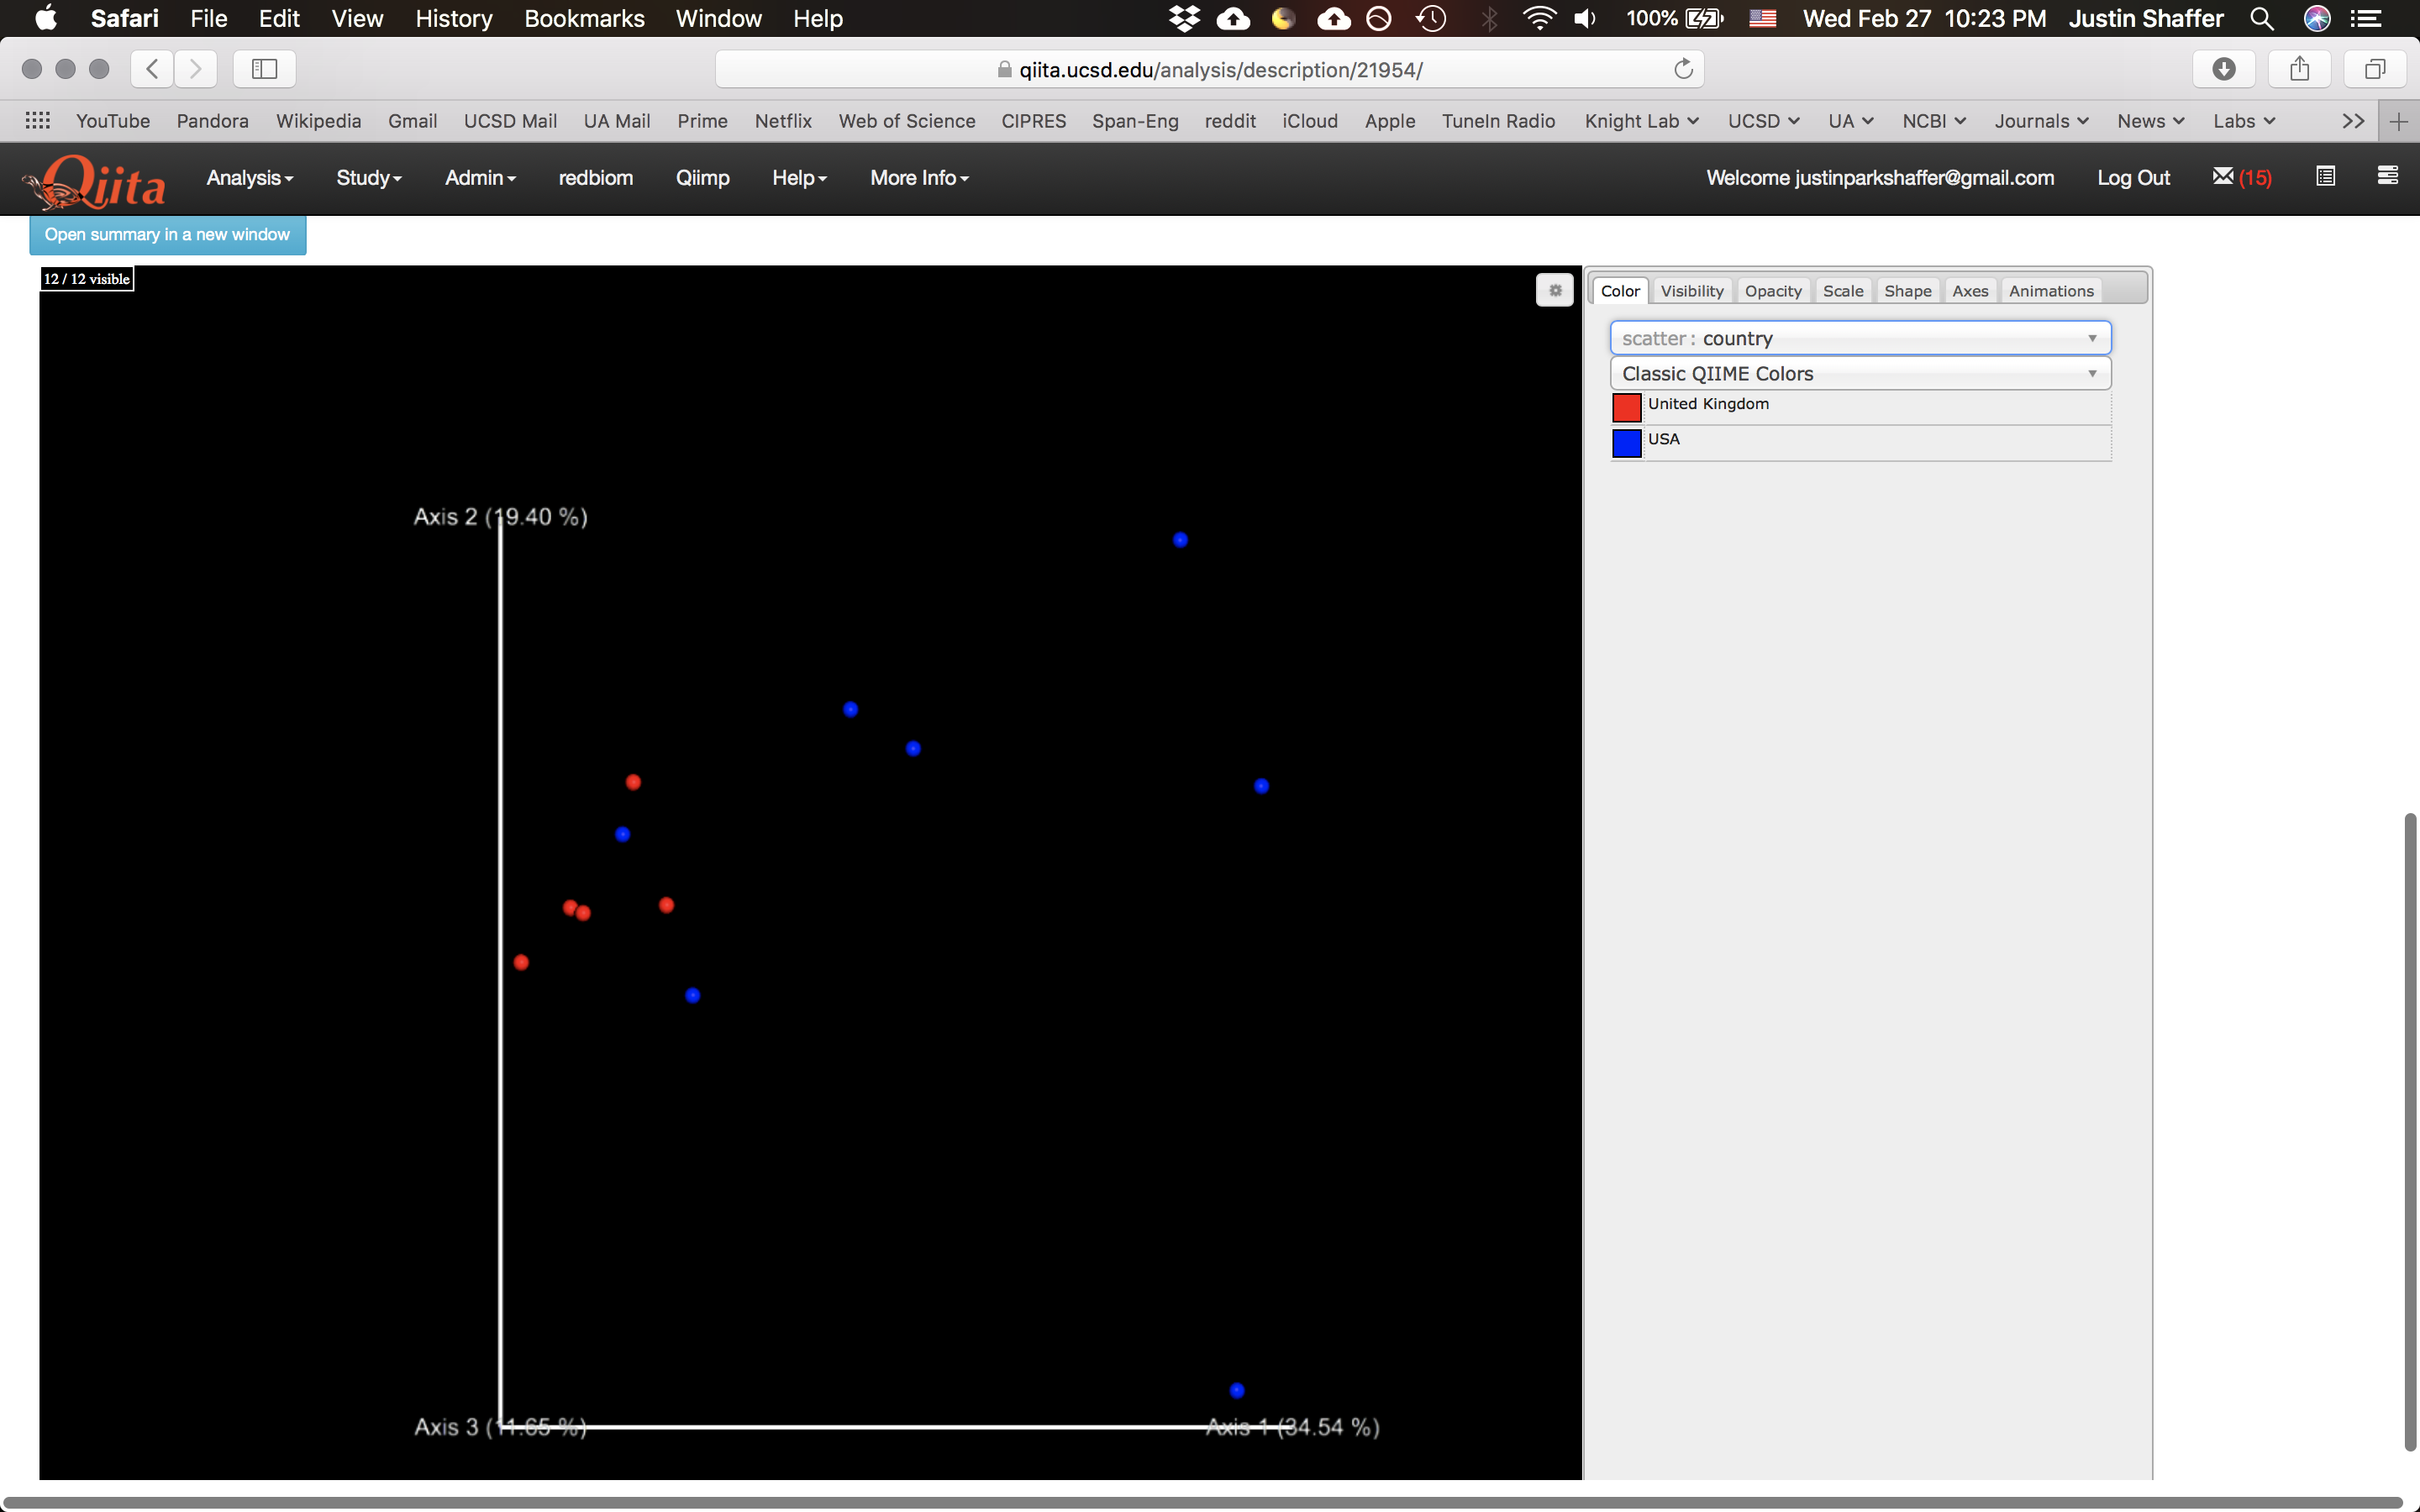 Safari File Edit View History Bookmarks Window Help 100% Wed Feb 27 10:23 PM Justin Shaffer
qiita.ucsd.edu/analysis/description/21954/
YouTube Pandora Wikipedia Gmail UCSD Mail UA Mail Prime Netflix Web of Science CIPRES Span-Eng reddit iCloud Apple TuneIn Radio Knight Lab UCSD UA NCBI Journals News Labs >> +
Qiita Analysis Study Admin redbiom Qiimp Help More Info Welcome justinparkshaffer@gmail.com Log Out (15)
Open summary in a new window
12 / 12 visible
Color Visibility Opacity Scale Shape Axes Animations
scatter: country
Classic QIIME Colors
United Kingdom
USA
Axis 2 (19.40 %)
Axis 3 (11.65 %) Axis 1 (34.54 %)